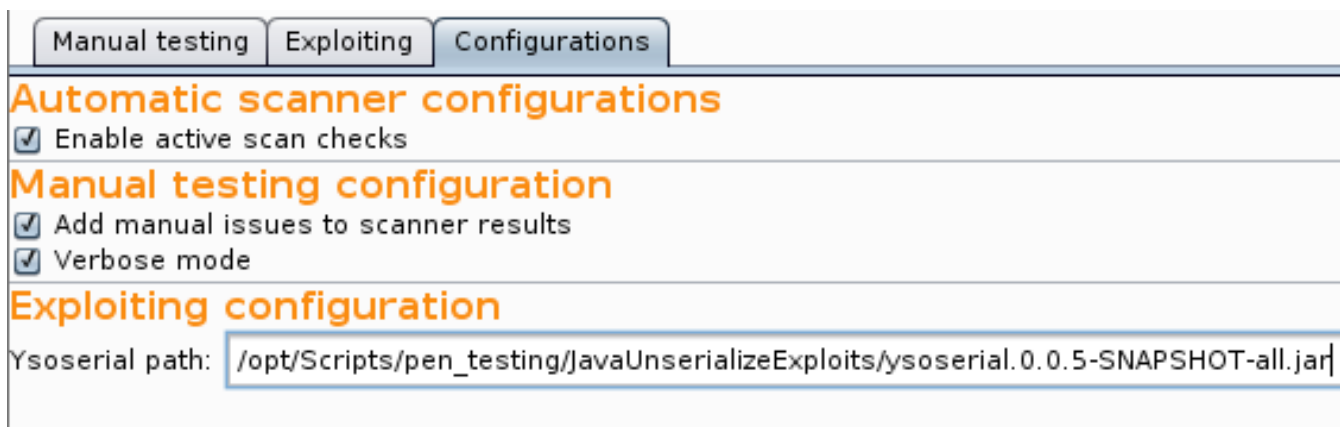 Manual testing Exploiting Configurations
Automatic scanner configurations
Enable active scan checks
Manual testing configuration
Add manual issues to scanner results
Verbose mode
Exploiting configuration
Ysoserial path: /opt/Scripts/pen_testing/JavaUnserializeExploits/ysoserial.0.0.5-SNAPSHOT-all.jar